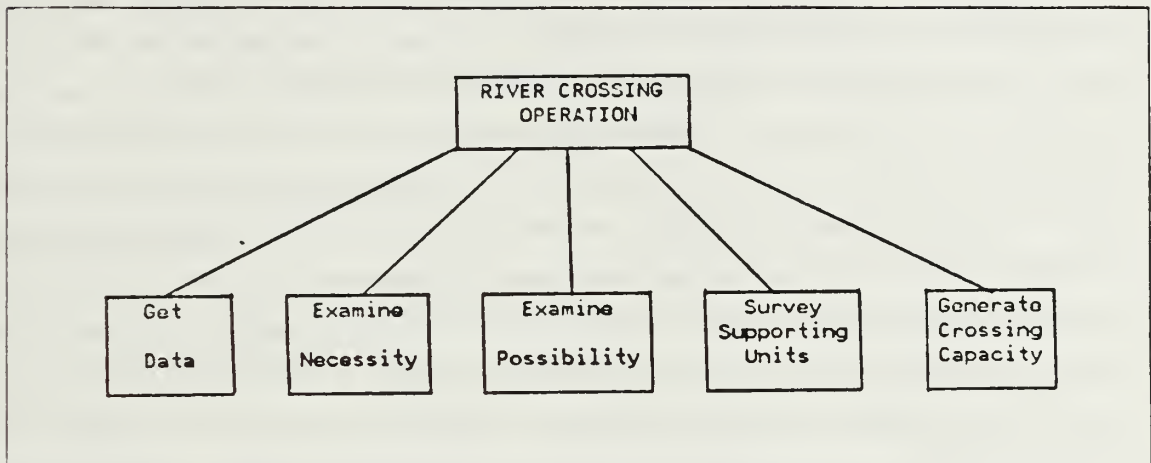 RIVER CROSSING
OPERATION
Get
Data
Examine
Necessity
Examine
Possibility
Survey
Supporting
Units
Generate
Crossing
Capacity